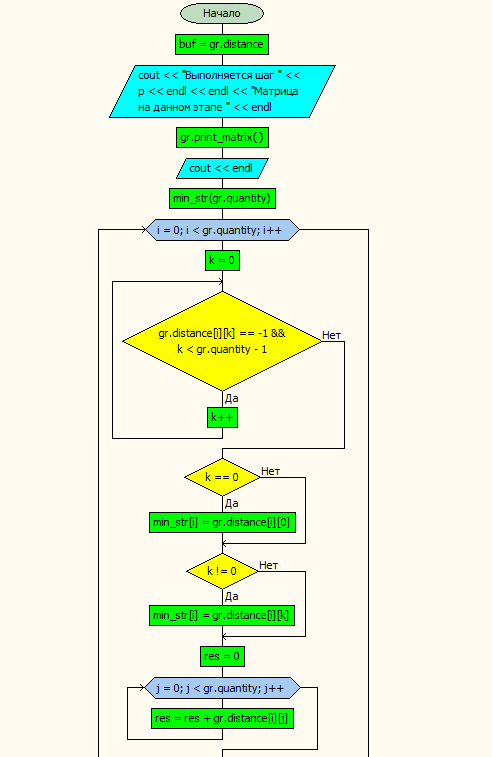 Начало
buf = gr.distance
cout << "Выполняется шаг " <<
p << endl << endl << "Матрица
на данном этапе " << endl
gr.print_matrix( )
cout << endl
min_str(gr.quantity)
i = 0; i < gr.quantity; i++
k = 0
gr.distance[i][k] == -1 &&
k < gr.quantity - 1
Нет
Да
k++
k == 0
Нет
Да
min_str[i] = gr.distance[i][0]
k != 0
Нет
Да
min_str[i] = gr.distance[i][k]
res = 0
j = 0; j < gr.quantity; j++
res = res + gr.distance[i][j]